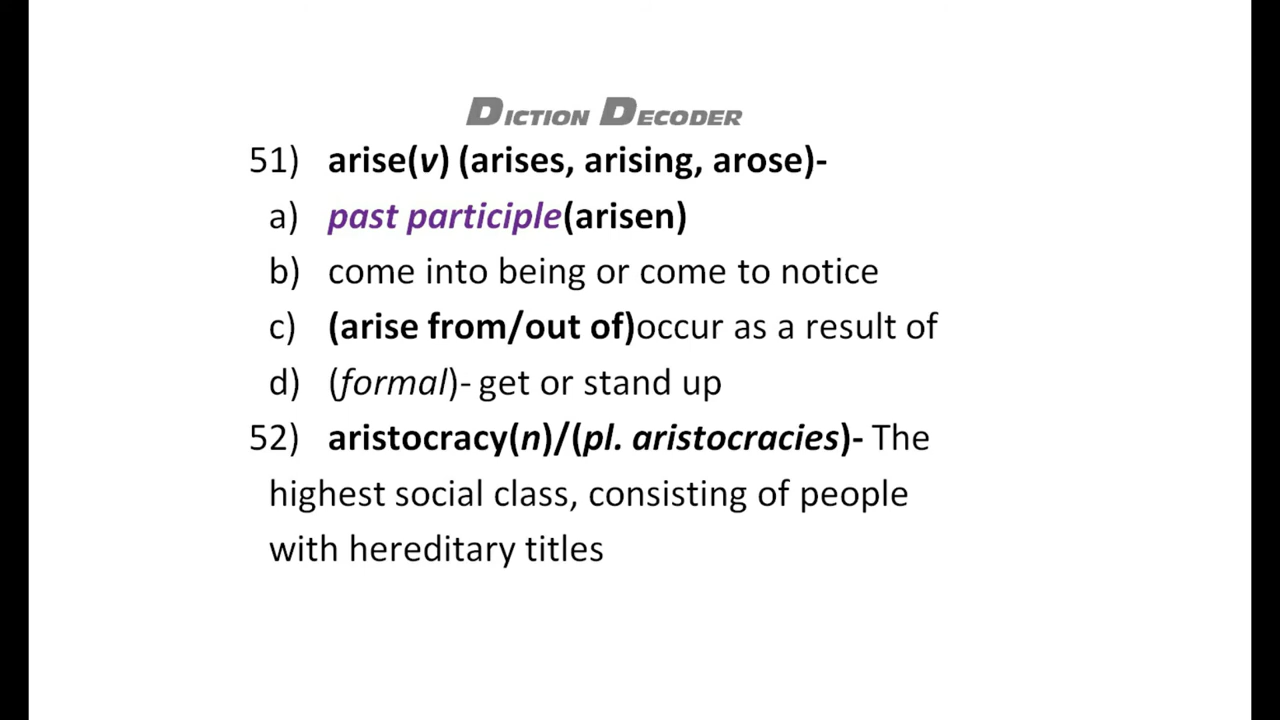 DICTION DECODER
51) arise(v) (arises, arising, arose)-
a) past participle(arisen)
b) come into being or come to notice
c) (arise from/out of)occur as a result of
d) (formal)- get or stand up
52) aristocracy(n)/(pl. aristocracies)- The
highest social class, consisting of people
with hereditary titles